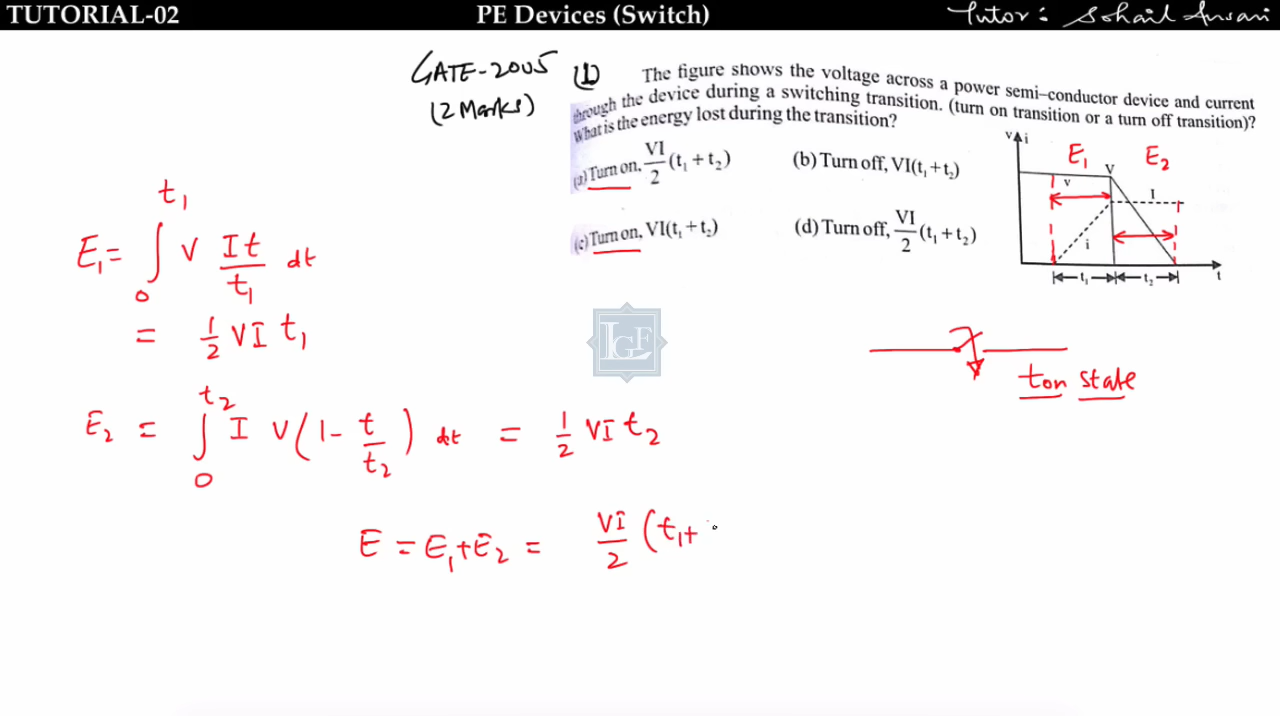 TUTORIAL-02
PE Devices (Switch)
Tutor: Sohail Ansari
GATE-2005
(2 Marks)
(1) The figure shows the voltage across a power semi-conductor device and current
through the device during a switching transition. (turn on transition or a turn off transition)?
What is the energy lost during the transition?
(a) Turn on, VI/2 (t₁ + t₂)
(b) Turn off, VI(t₁ + t₂)
(c) Turn on, VI(t₁ + t₂)
(d) Turn off, VI/2 (t₁ + t₂)
v i
E₁ E₂
V
v
I
i
t₁ t₂ t
E₁ = ∫₀^t₁ V It/t₁ dt
= 1/2 VI t₁
LGF
ton state
E₂ = ∫₀^t₂ I V(1 - t/t₂) dt = 1/2 VI t₂
E = E₁ + E₂ = VI/2 (t₁+